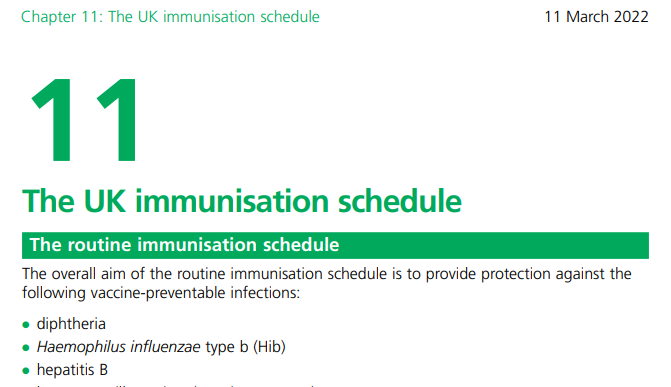 Chapter 11: The UK immunisation schedule 11 March 2022
11
The UK immunisation schedule
The routine immunisation schedule
The overall aim of the routine immunisation schedule is to provide protection against the
following vaccine-preventable infections:
• diphtheria
• Haemophilus influenzae type b (Hib)
• hepatitis B